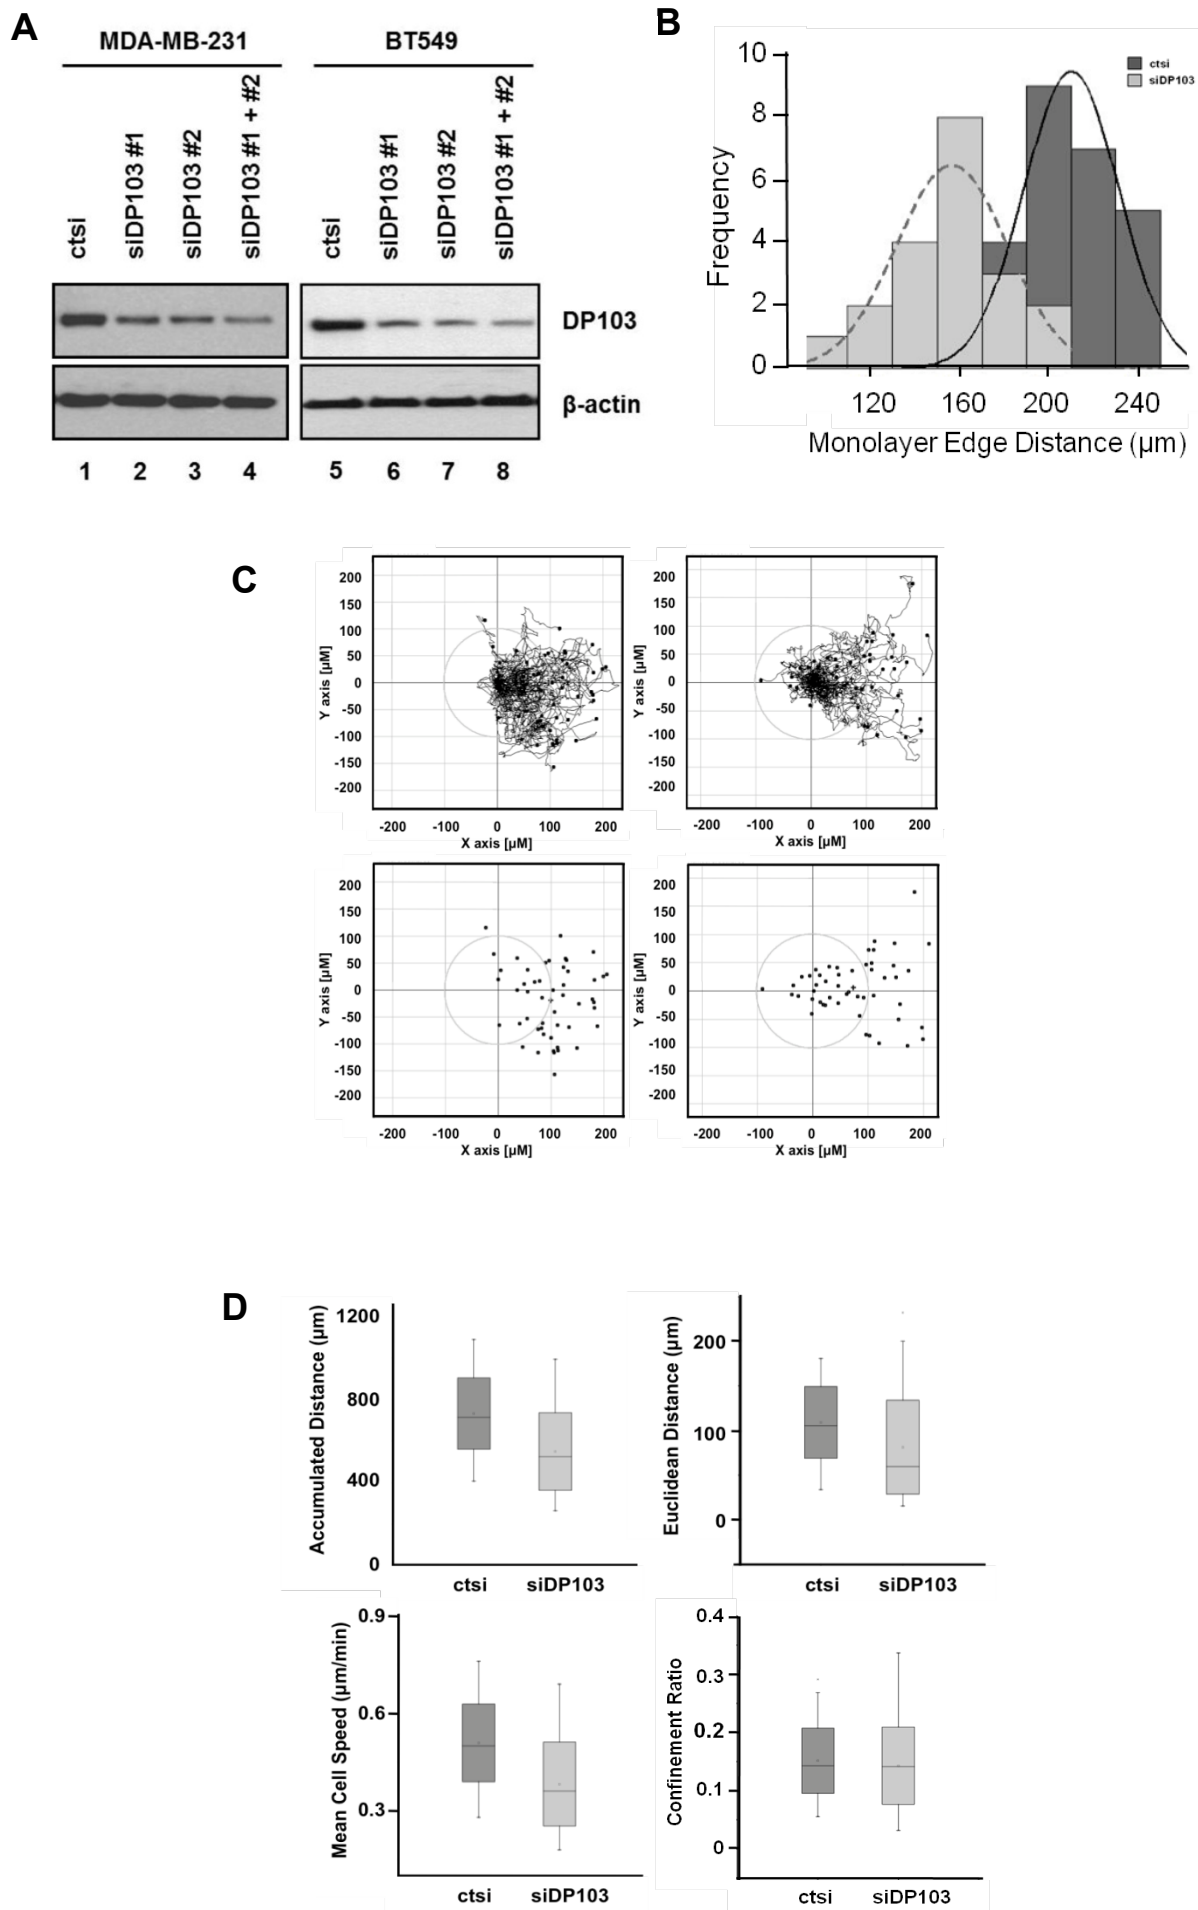 A
MDA-MB-231
BT549
ctsi
siDP103 #1
siDP103 #2
siDP103 #1 + #2
ctsi
siDP103 #1
siDP103 #2
siDP103 #1 + #2
DP103
β-actin
1 2 3 4 5 6 7 8
B
10
8
6
4
2
0
Frequency
ctsi
siDP103
120 160 200 240
Monolayer Edge Distance (μm)
C
200
150
100
50
0
-50
-100
-150
-200
Y axis [μM]
-200 -100 0 100 200
X axis [μM]
200
150
100
50
0
-50
-100
-150
-200
Y axis [μM]
-200 -100 0 100 200
X axis [μM]
200
150
100
50
0
-50
-100
-150
-200
Y axis [μM]
-200 -100 0 100 200
X axis [μM]
200
150
100
50
0
-50
-100
-150
-200
Y axis [μM]
-200 -100 0 100 200
X axis [μM]
D
1200
800
400
0
Accumulated Distance (μm)
ctsi siDP103
200
100
0
Euclidean Distance (μm)
ctsi siDP103
0.9
0.6
0.3
Mean Cell Speed (μm/min)
ctsi siDP103
0.4
0.3
0.2
0.1
0
Confinement Ratio
ctsi siDP103